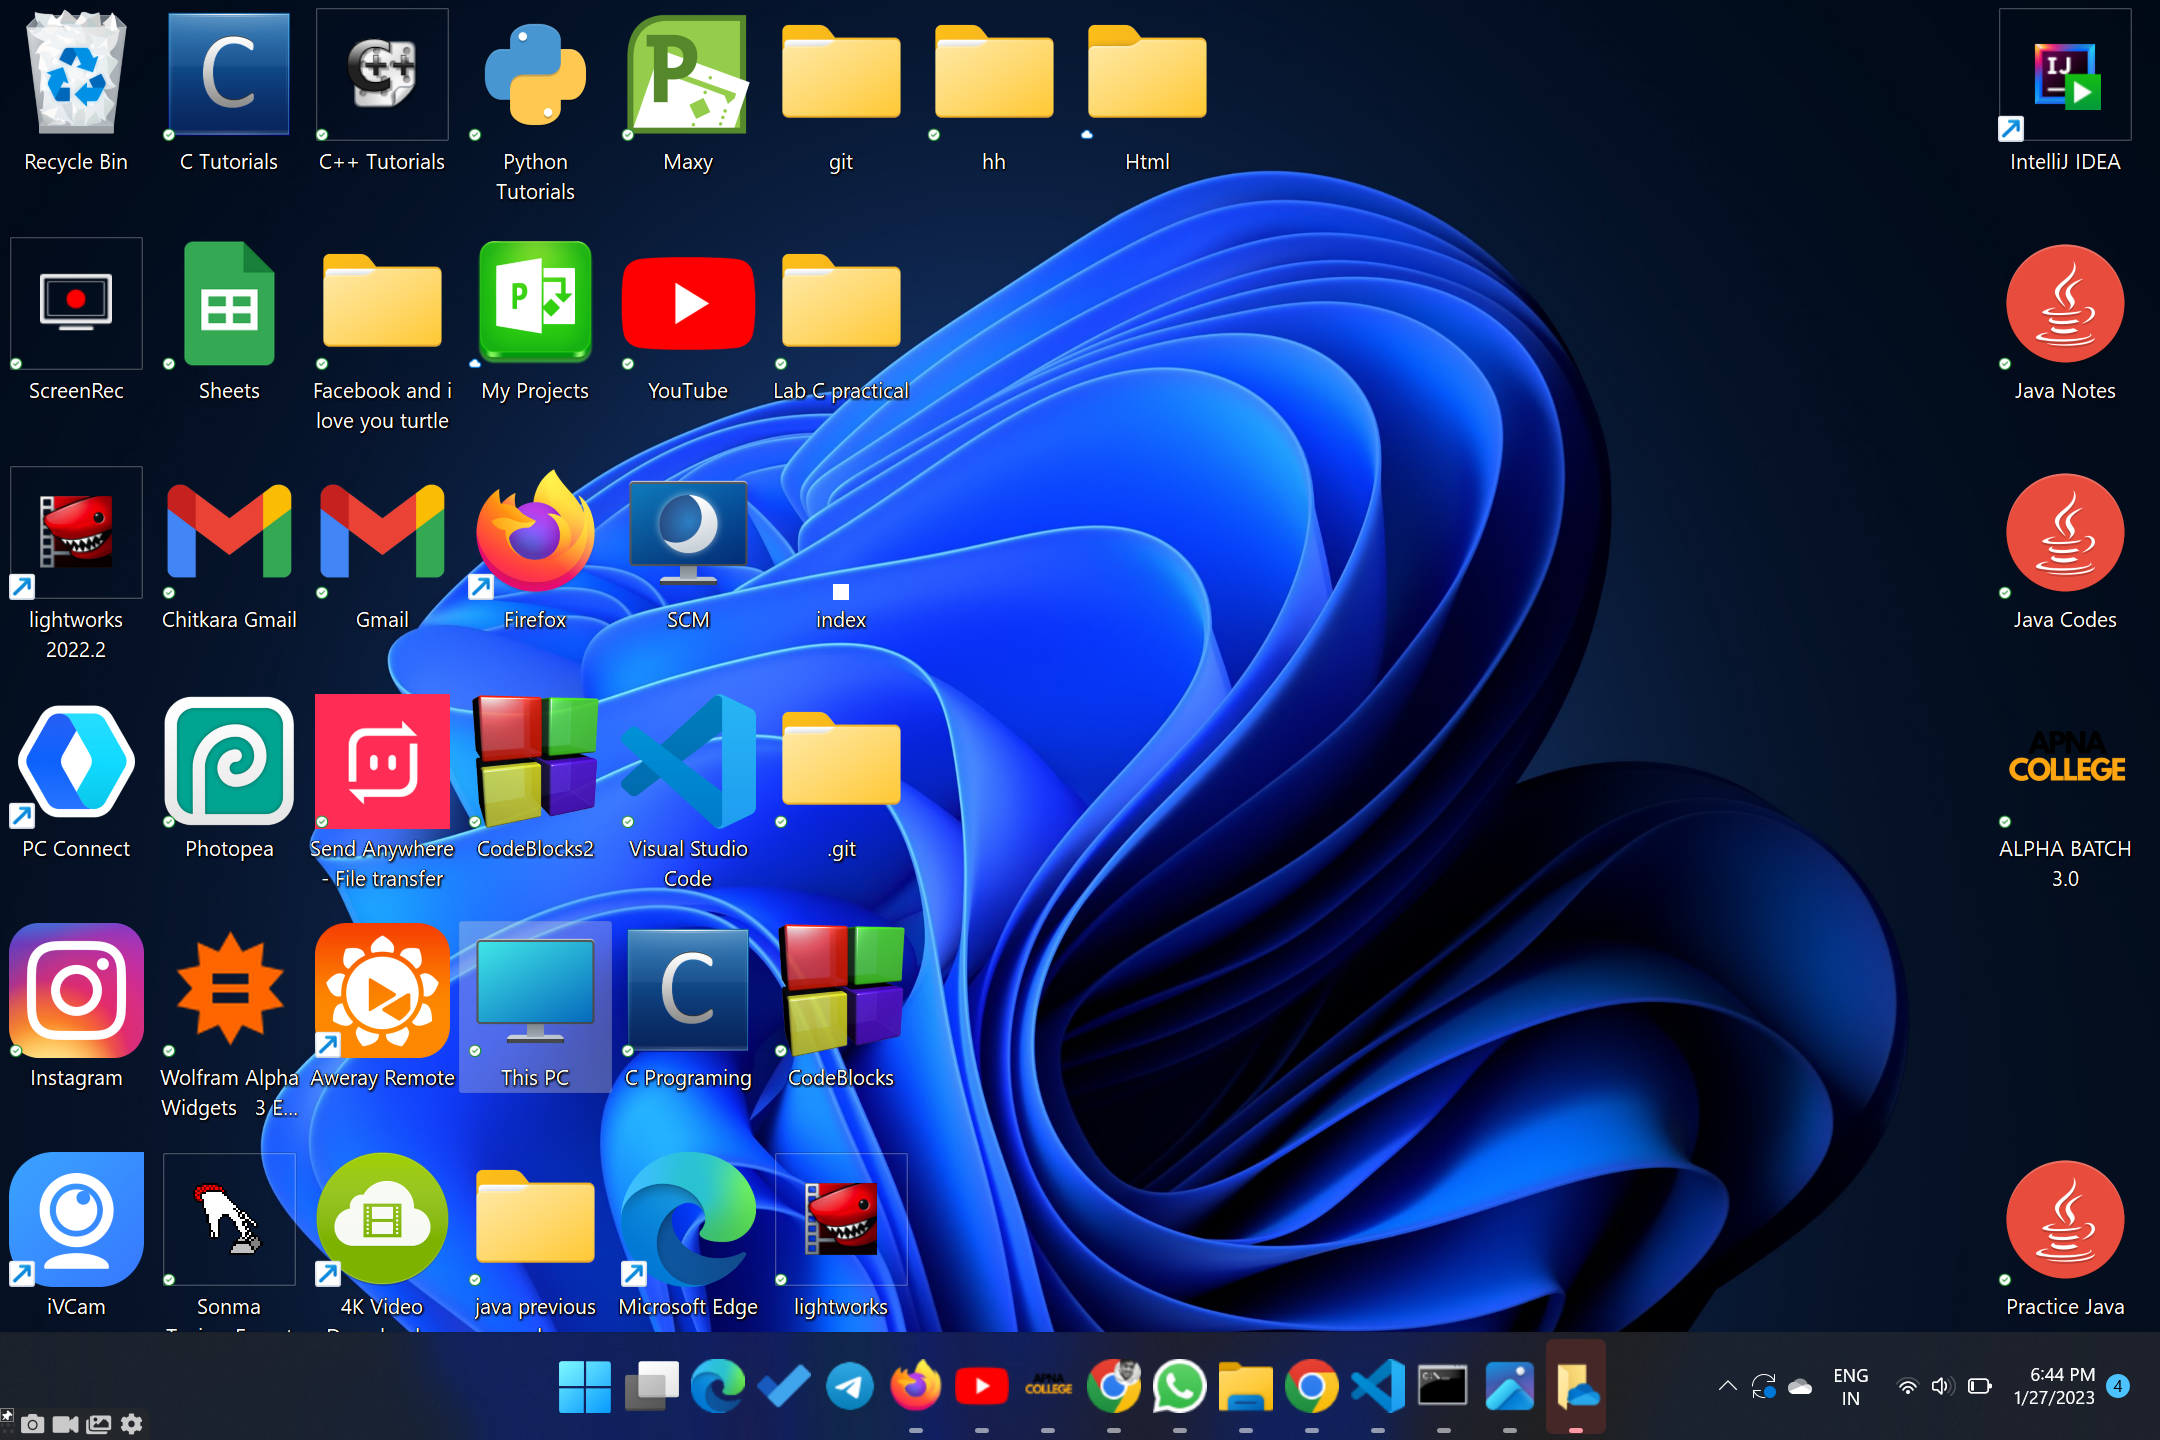 Recycle Bin
C Tutorials
C++ Tutorials
Python
Tutorials
Maxy
git
hh
Html
IntelliJ IDEA
ScreenRec
Sheets
Facebook and i
love you turtle
My Projects
YouTube
Lab C practical
Java Notes
lightworks
2022.2
Chitkara Gmail
Gmail
Firefox
SCM
index
Java Codes
PC Connect
Photopea
Send Anywhere
- File transfer
CodeBlocks2
Visual Studio
Code
.git
APNA
COLLEGE
ALPHA BATCH
3.0
Instagram
Wolfram Alpha
Widgets 3 E...
Aweray Remote
This PC
C Programing
CodeBlocks
iVCam
Sonma
4K Video
java previous
Microsoft Edge
lightworks
Practice Java
APNA
COLLEGE
ENG
IN
6:44 PM
1/27/2023
4